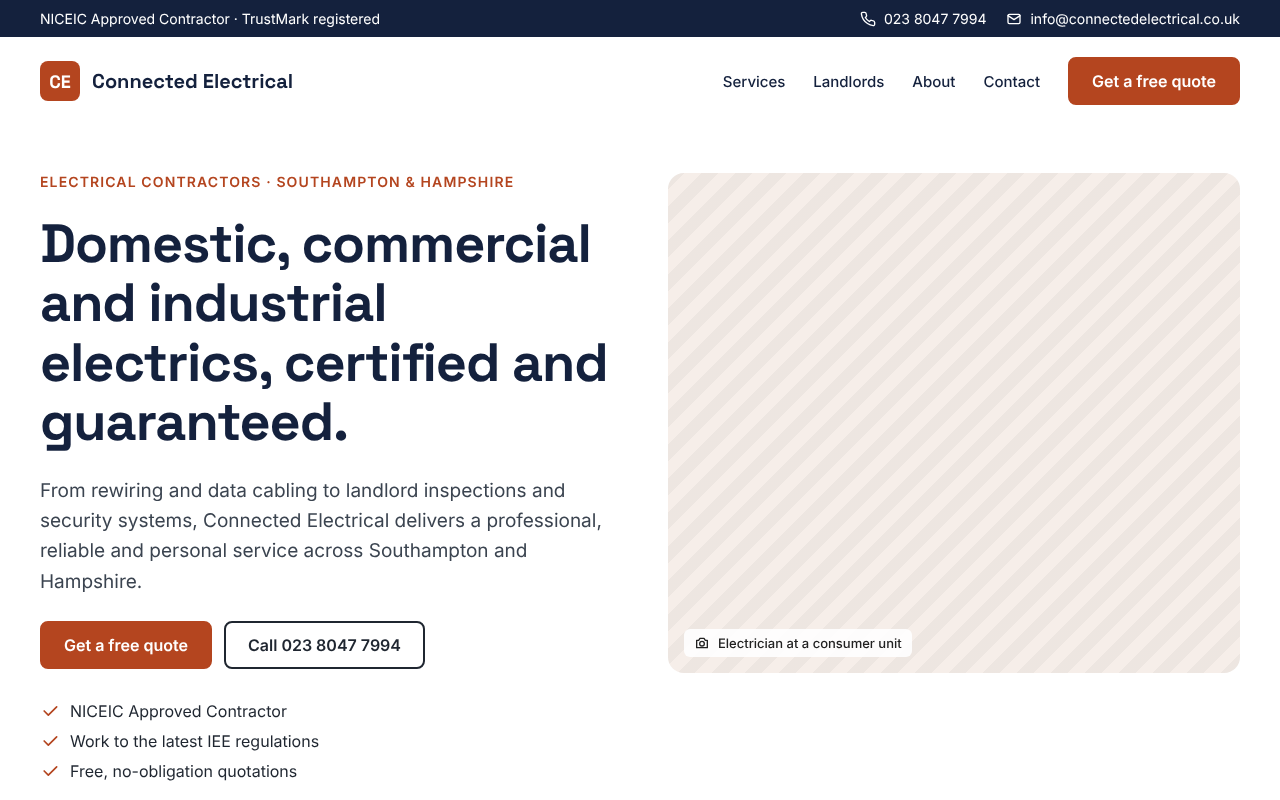 NICEIC Approved Contractor · TrustMark registered
023 8047 7994
info@connectedelectrical.co.uk
CE
Connected Electrical
Services
Landlords
About
Contact
Get a free quote
ELECTRICAL CONTRACTORS · SOUTHAMPTON & HAMPSHIRE
Domestic, commercial
and industrial
electrics, certified and
guaranteed.
From rewiring and data cabling to landlord inspections and
security systems, Connected Electrical delivers a professional,
reliable and personal service across Southampton and
Hampshire.
Get a free quote
Call 023 8047 7994
NICEIC Approved Contractor
Work to the latest IEE regulations
Free, no-obligation quotations
Electrician at a consumer unit